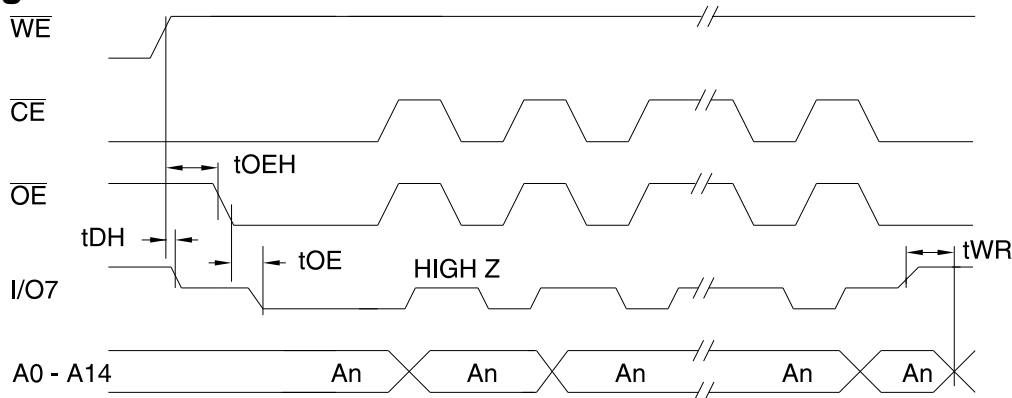 g
WE
CE
tOEH
OE
tDH
tOE
tWR
HIGH Z
I/O7
A0 - A14 An An An An An